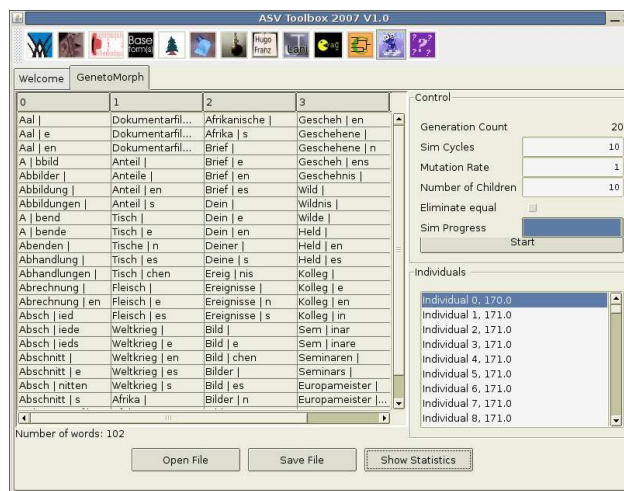 ASV Toolbox 2007 V1.0
Base form(s)
Hugo Franz
Lani
Welcome GenetoMorph
0 1 2 3
Aal | Dokumentarfil... Afrikanische | Gescheh | en
Aal | e Dokumentarfil... Afrika | s Geschehene |
Aal | en Dokumentarfil... Brief | Geschehene | n
A | bbild Anteil | Brief | e Gescheh | ens
Abbilder | Anteile | Brief | en Geschehnis |
Abbildung | Anteil | en Brief | es Wild |
Abbildungen | Anteil | s Dein | Wildnis |
A | bend Tisch | Dein | e Wilde |
A | bende Tisch | e Dein | en Held |
Abenden | Tische | n Deiner | Held | en
Abhandlung | Tisch | es Deine | s Held | es
Abhandlungen | Tisch | chen Ereig | nis Kolleg |
Abrechnung | Fleisch | Ereignisse | Kolleg | e
Abrechnung | en Fleisch | e Ereignisse | n Kolleg | en
Absch | ied Fleisch | es Ereignisse | s Kolleg | in
Absch | iede Weltkrieg | Bild | Sem | inar
Absch | ieds Weltkrieg | e Bild | e Sem | inare
Abschnitt | Weltkrieg | en Bild | chen Seminaren |
Abschnitt | e Weltkrieg | es Bilder | Seminars |
Absch | nitten Weltkrieg | s Bild | es Europameister |
Abschnitt | s Afrika | Bilder | n Europameister |...
Number of words: 102
Open File Save File Show Statistics
Control
Generation Count 20
Sim Cycles 10
Mutation Rate 1
Number of Children 10
Eliminate equal
Sim Progress
Start
Individuals
Individual 0, 170.0
Individual 1, 171.0
Individual 2, 171.0
Individual 3, 171.0
Individual 4, 171.0
Individual 5, 171.0
Individual 6, 171.0
Individual 7, 171.0
Individual 8, 171.0